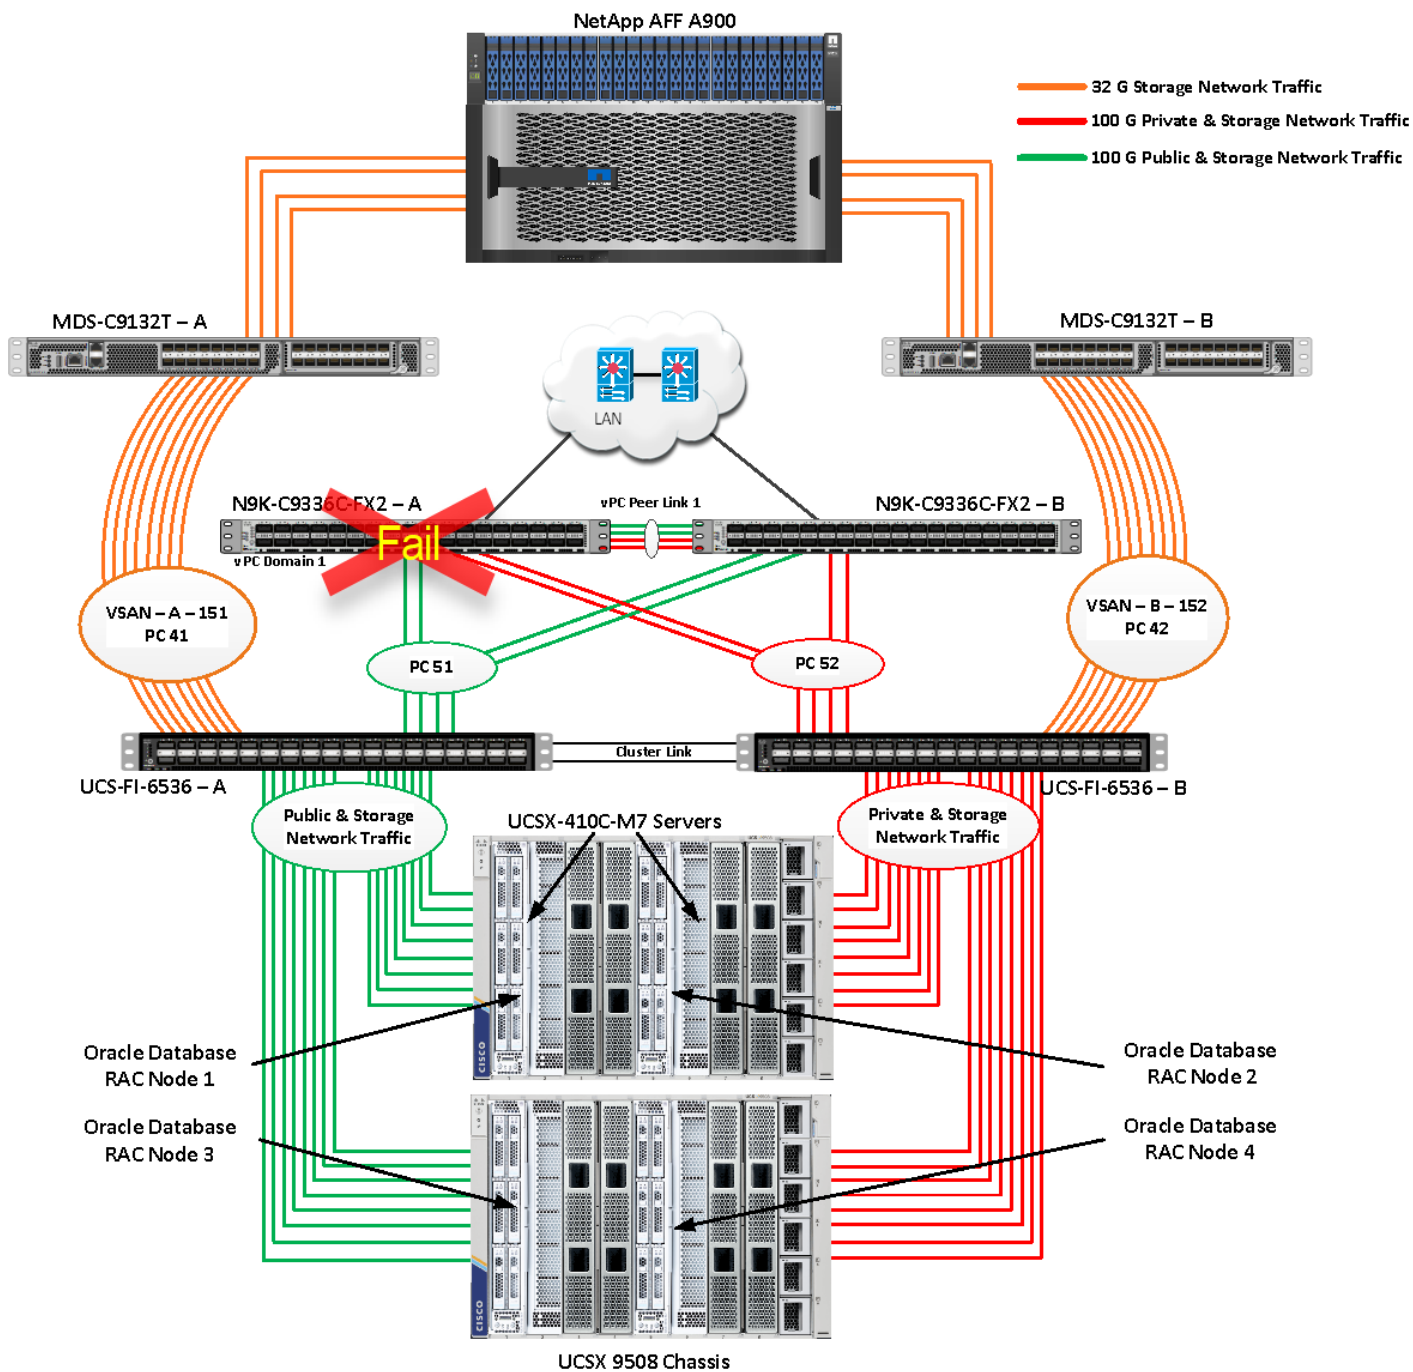 NetApp AFF A900
32 G Storage Network Traffic
100 G Private & Storage Network Traffic
100 G Public & Storage Network Traffic
MDS-C9132T – A
MDS-C9132T – B
LAN
N9K-C9336C-FX2 – A
vPC Peer Link 1
N9K-C9336C-FX2 – B
Fail
vPC Domain 1
VSAN – A – 151
PC 41
VSAN – B – 152
PC 42
PC 51
PC 52
Cluster Link
UCS-FI-6536 – A
UCS-FI-6536 – B
Public & Storage
Network Traffic
UCSX-410C-M7 Servers
Private & Storage
Network Traffic
CISCO
Oracle Database
RAC Node 1
Oracle Database
RAC Node 2
Oracle Database
RAC Node 3
Oracle Database
RAC Node 4
CISCO
UCSX 9508 Chassis